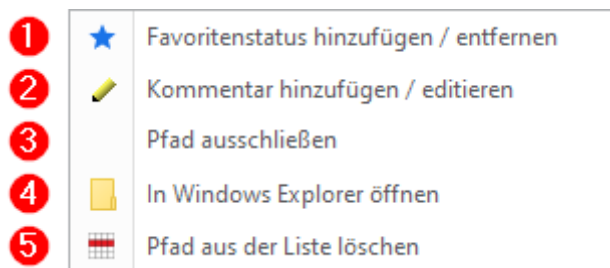 1 Favoritenstatus hinzufügen / entfernen
2 Kommentar hinzufügen / editieren
3 Pfad ausschließen
4 In Windows Explorer öffnen
5 Pfad aus der Liste löschen